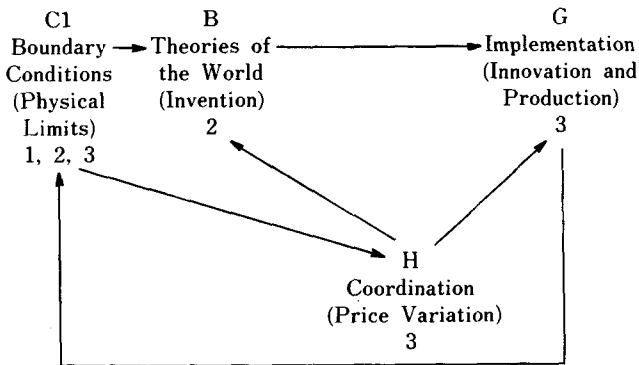 C1
Boundary
Conditions
(Physical
Limits)
1, 2, 3
B
Theories of
the World
(Invention)
2
G
Implementation
(Innovation and
Production)
3
H
Coordination
(Price Variation)
3